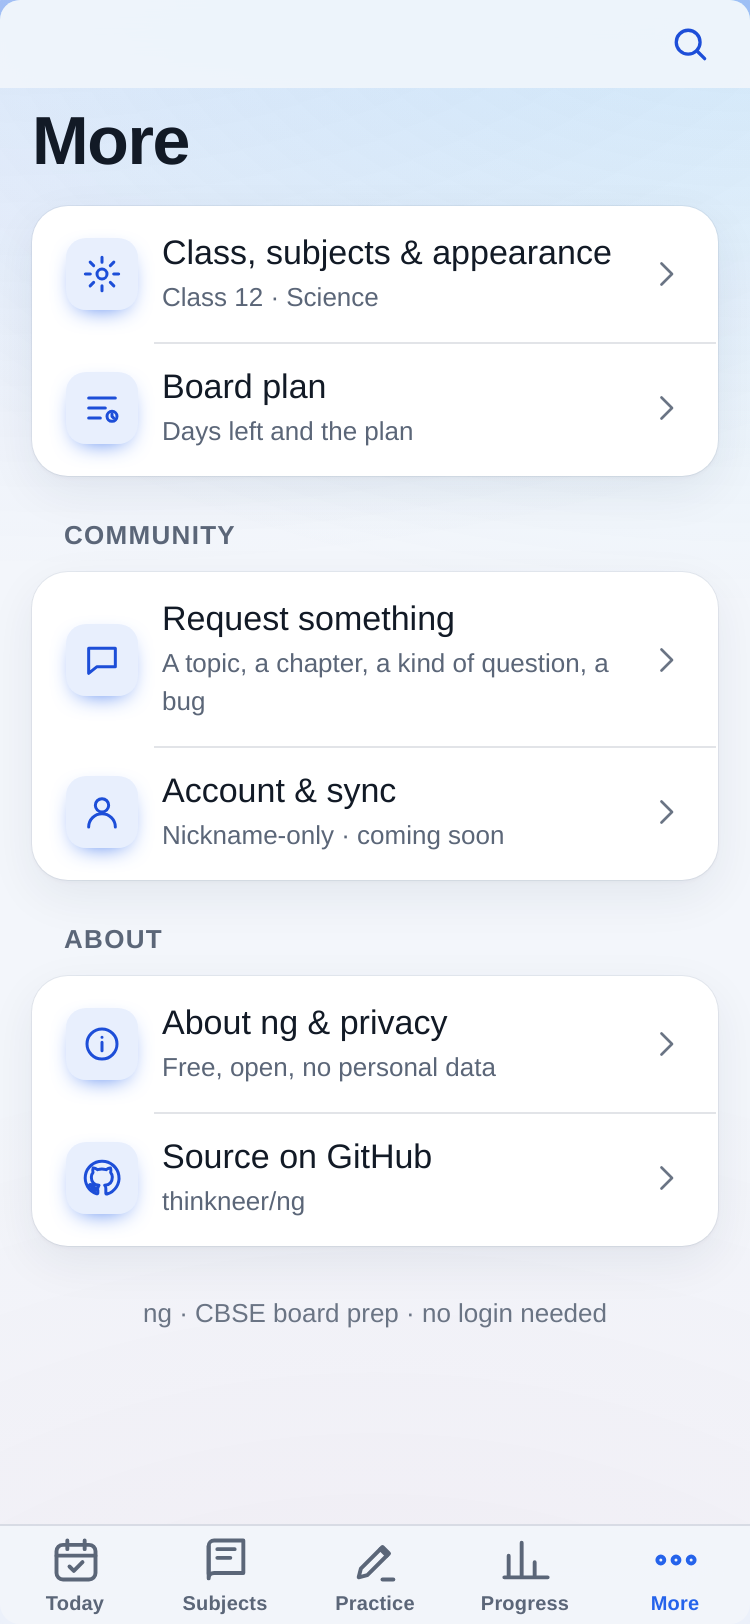 More
Class, subjects & appearance
Class 12 · Science
Board plan
Days left and the plan
COMMUNITY
Request something
A topic, a chapter, a kind of question, a
bug
Account & sync
Nickname-only · coming soon
ABOUT
About ng & privacy
Free, open, no personal data
Source on GitHub
thinkneer/ng
ng · CBSE board prep · no login needed
Today
Subjects
Practice
Progress
More